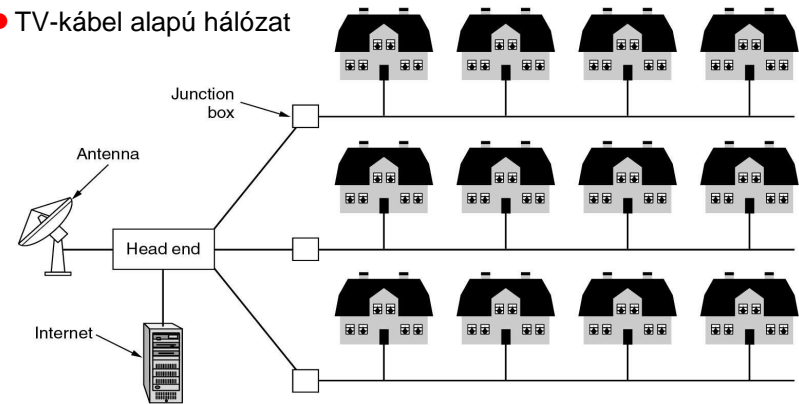 TV-kábel alapú hálózat
Junction
box
Antenna
Head end
Internet